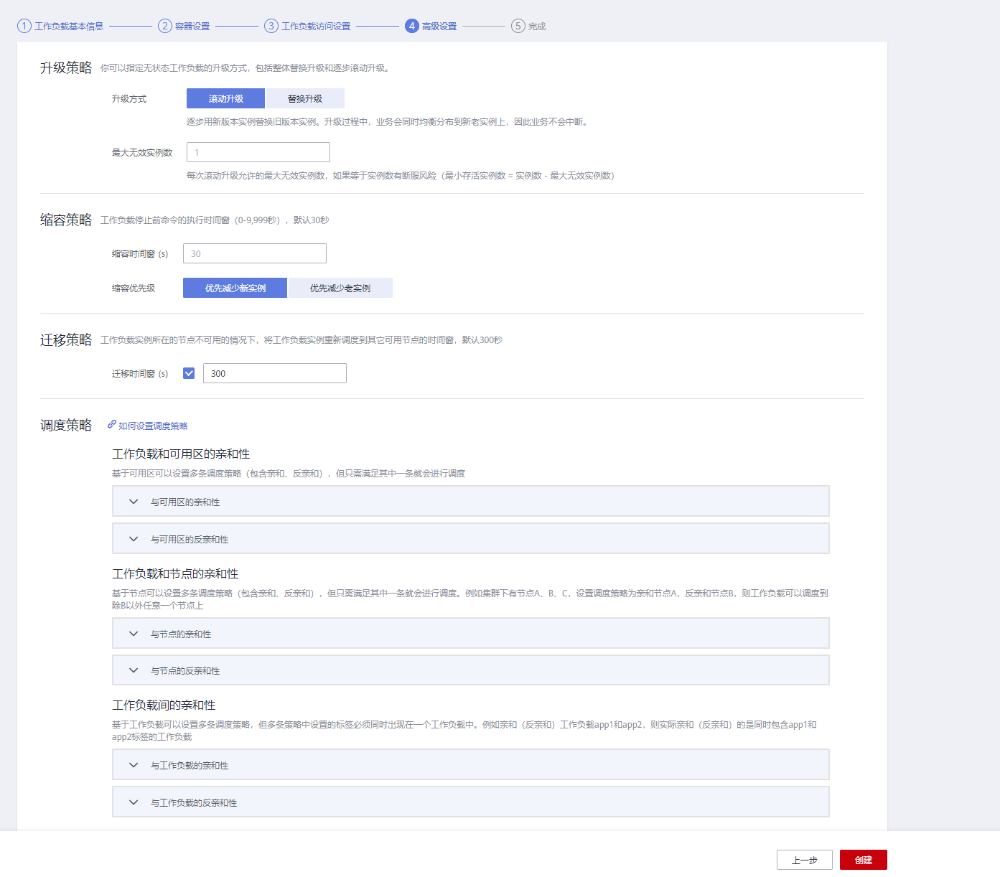 1 工作负载基本信息 2 容器设置 3 工作负载访问设置 4 高级设置 5 完成
升级策略 你可以指定无状态工作负载的升级方式，包括整体替换升级和逐步滚动升级。
升级方式 滚动升级 替换升级
逐步用新版本实例替换旧版本实例。升级过程中，业务会同时均衡分布到新老实例上，因此业务不会中断。
最大无效实例数 1
每次滚动升级允许的最大无效实例数，如果等于实例数有断服风险（最小存活实例数 = 实例数 - 最大无效实例数）
缩容策略 工作负载停止前命令的执行时间窗（0-9,999秒），默认30秒
缩容时间窗 (s) 30
缩容优先级 优先减少新实例 优先减少老实例
迁移策略 工作负载实例所在的节点不可用的情况下，将工作负载实例重新调度到其它可用节点的时间窗，默认300秒
迁移时间窗 (s) 300
调度策略 如何设置调度策略
工作负载和可用区的亲和性
基于可用区可以设置多条调度策略（包含亲和、反亲和），但只需满足其中一条就会进行调度
与可用区的亲和性
与可用区的反亲和性
工作负载和节点的亲和性
基于节点可以设置多条调度策略（包含亲和、反亲和），但只需满足其中一条就会进行调度。例如集群下有节点A、B、C，设置调度策略为亲和节点A，反亲和节点B，则工作负载可以调度到
除B以外任意一个节点上
与节点的亲和性
与节点的反亲和性
工作负载间的亲和性
基于工作负载可以设置多条调度策略，但多条策略中设置的标签必须同时出现在一个工作负载中。例如亲和（反亲和）工作负载app1和app2，则实际亲和（反亲和）的是同时包含app1和
app2标签的工作负载
与工作负载的亲和性
与工作负载的反亲和性
上一步 创建